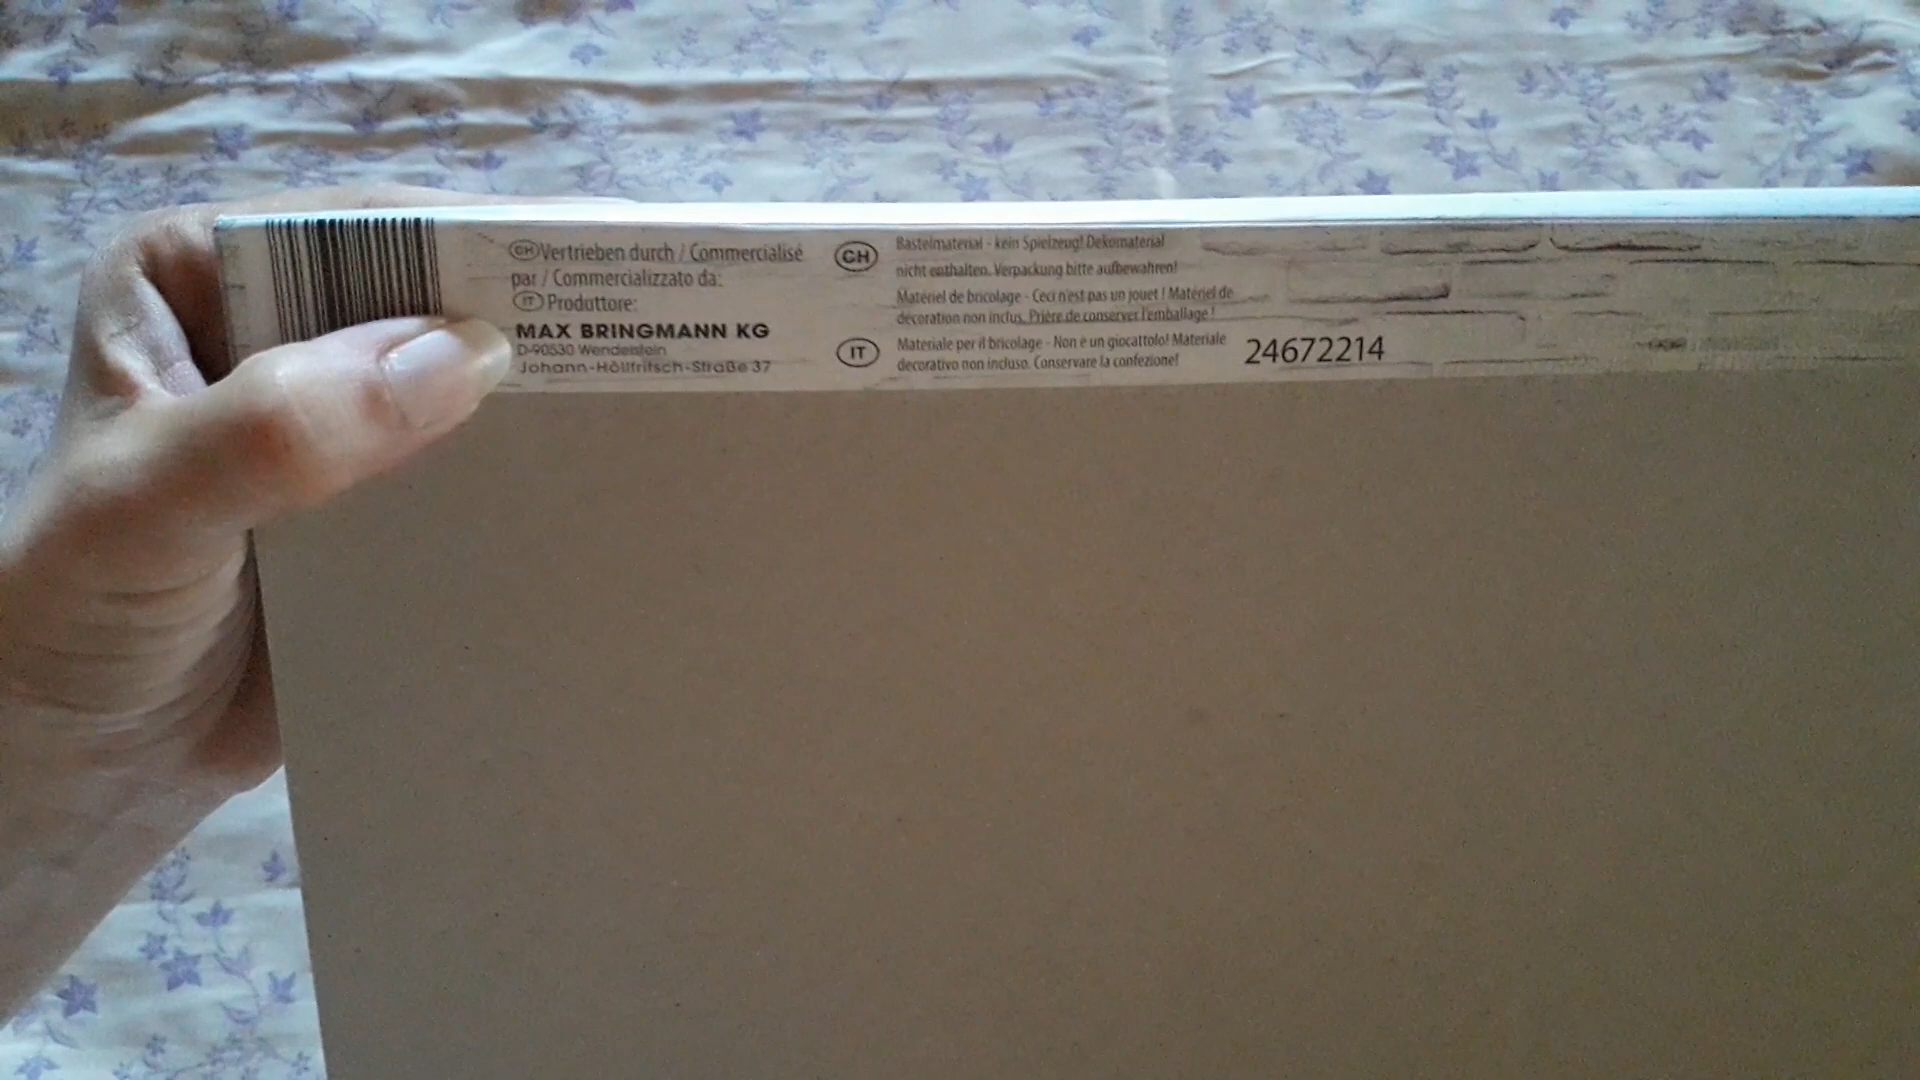 CH Vertrieben durch / Commercialisé
par / Commercializzato da:
IT Produttore:
MAX BRINGMANN KG
D-90530 Wendelstein
Johann-Höllfritsch-Straße 37
CH
Bastelmaterial - kein Spielzeug! Dekomaterial
nicht enthalten. Verpackung bitte aufbewahren!
Matériel de bricolage - Ceci n'est pas un jouet ! Matériel de
décoration non inclus. Prière de conserver l'emballage !
IT
Materiale per il bricolage - Non è un giocattolo! Materiale
decorativo non incluso. Conservare la confezione!
24672214